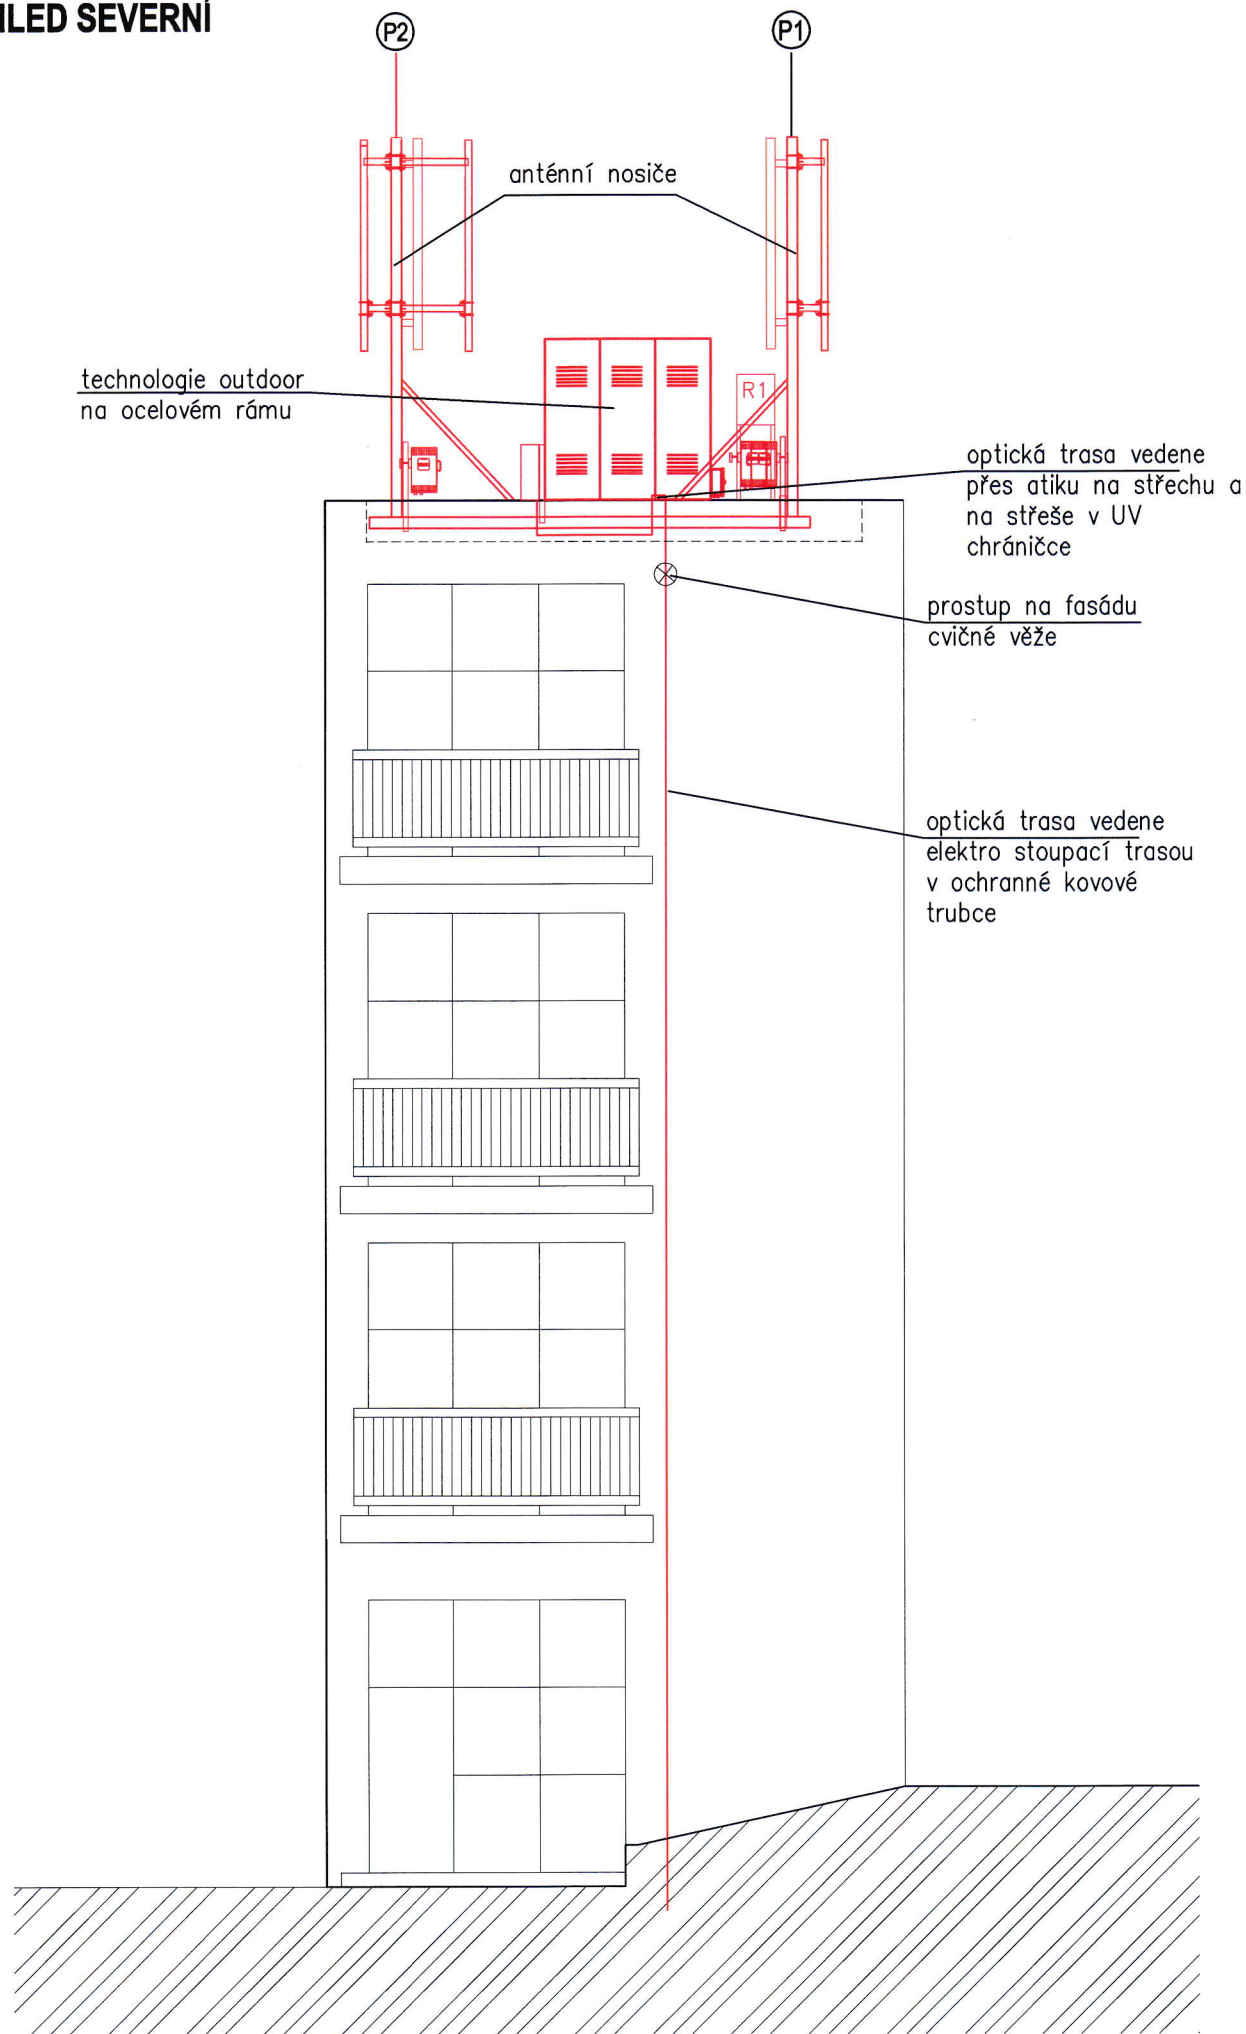 SEVERNÍ
P2
P1
anténní nosiče
technologie outdoor
na ocelovém rámu
R1
optická trasa vedene
přes atiku na střechu a
na střeše v UV
chráničce
prostup na fasádu
cvičné věže
optická trasa vedene
elektro stoupací trasou
v ochranné kovové
trubce